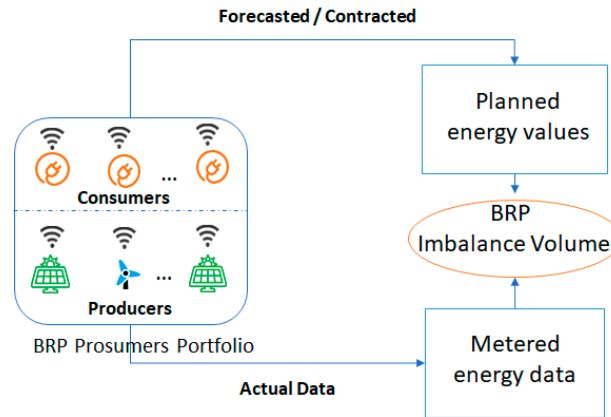 Forecasted / Contracted
Planned
energy values
...
Consumers
BRP
Imbalance Volume
...
Producers
BRP Prosumers Portfolio
Metered
energy data
Actual Data